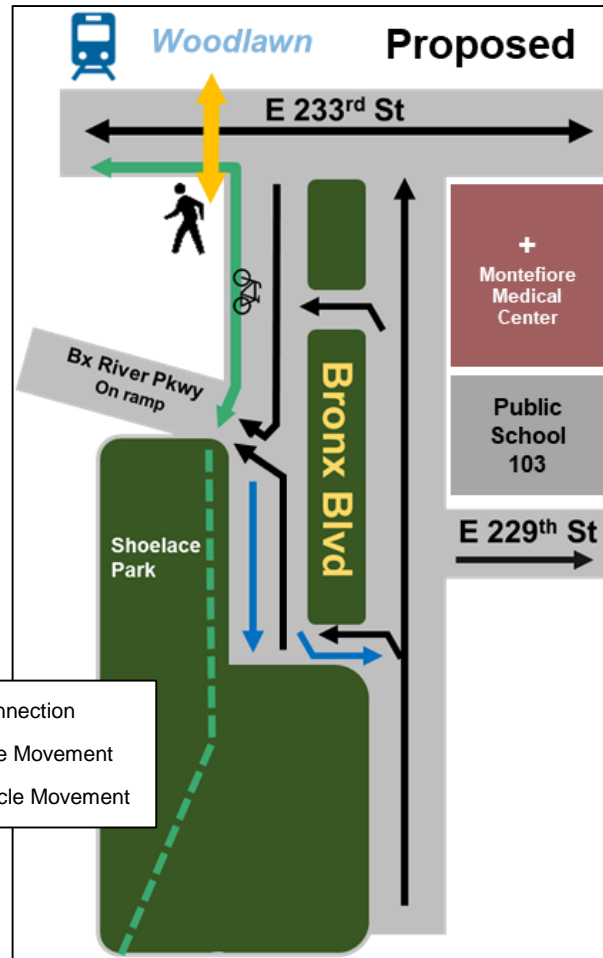 Woodlawn
Proposed
E 233rd St
+
Montefiore
Medical
Center
Bx River Pkwy
On ramp
Bronx Blvd
Public
School
103
E 229th St
Shoelace
Park
nnection
e Movement
cle Movement